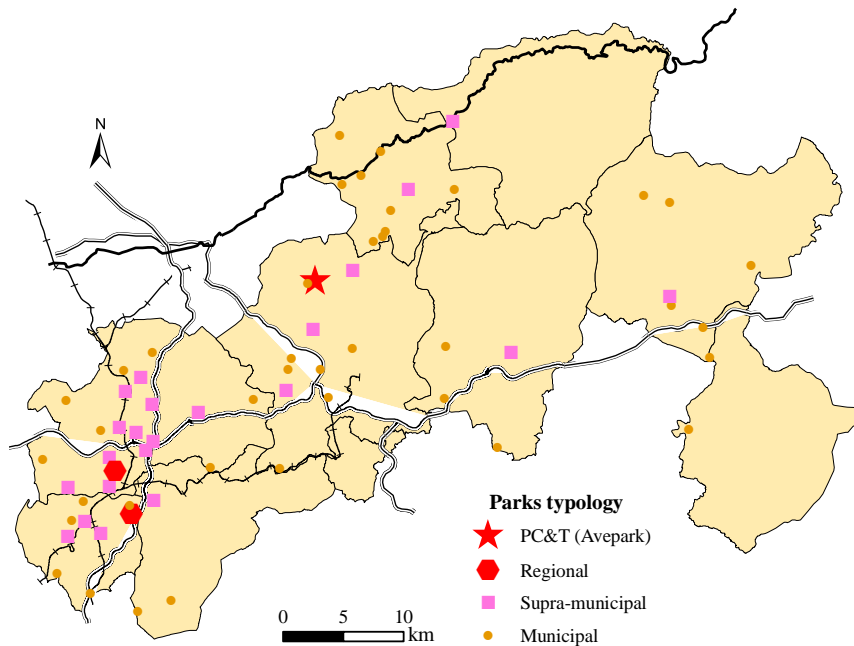 N
Parks typology
PC&T (Avepark)
Regional
Supra-municipal
Municipal
0 5 10
km